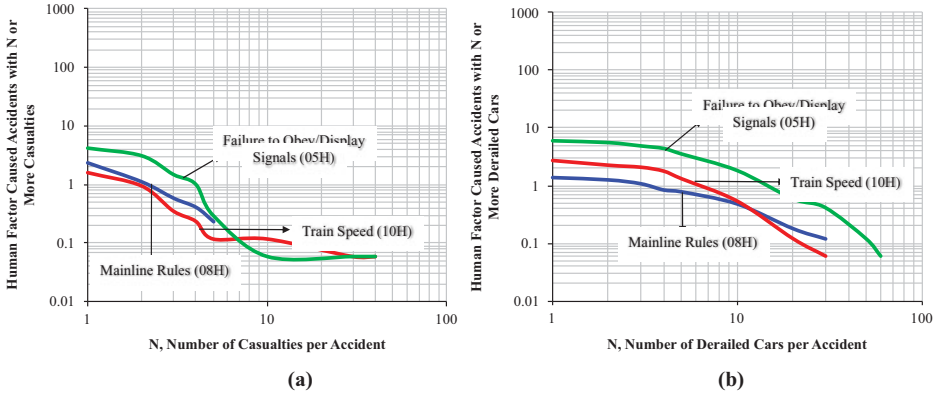 Human Factor Caused Accidents with N or
More Casualties
1000
100
10
1
0.1
0.01
Failure to Obey/Display
Signals (05H)
Train Speed (10H)
Mainline Rules (08H)
1
10
100
N, Number of Casualties per Accident
(a)
Human Factor Caused Accidents with N or
More Derailed Cars
1000
100
10
1
0.1
0.01
Failure to Obey/Display
Signals (05H)
Train Speed (10H)
Mainline Rules (08H)
1
10
100
N, Number of Derailed Cars per Accident
(b)